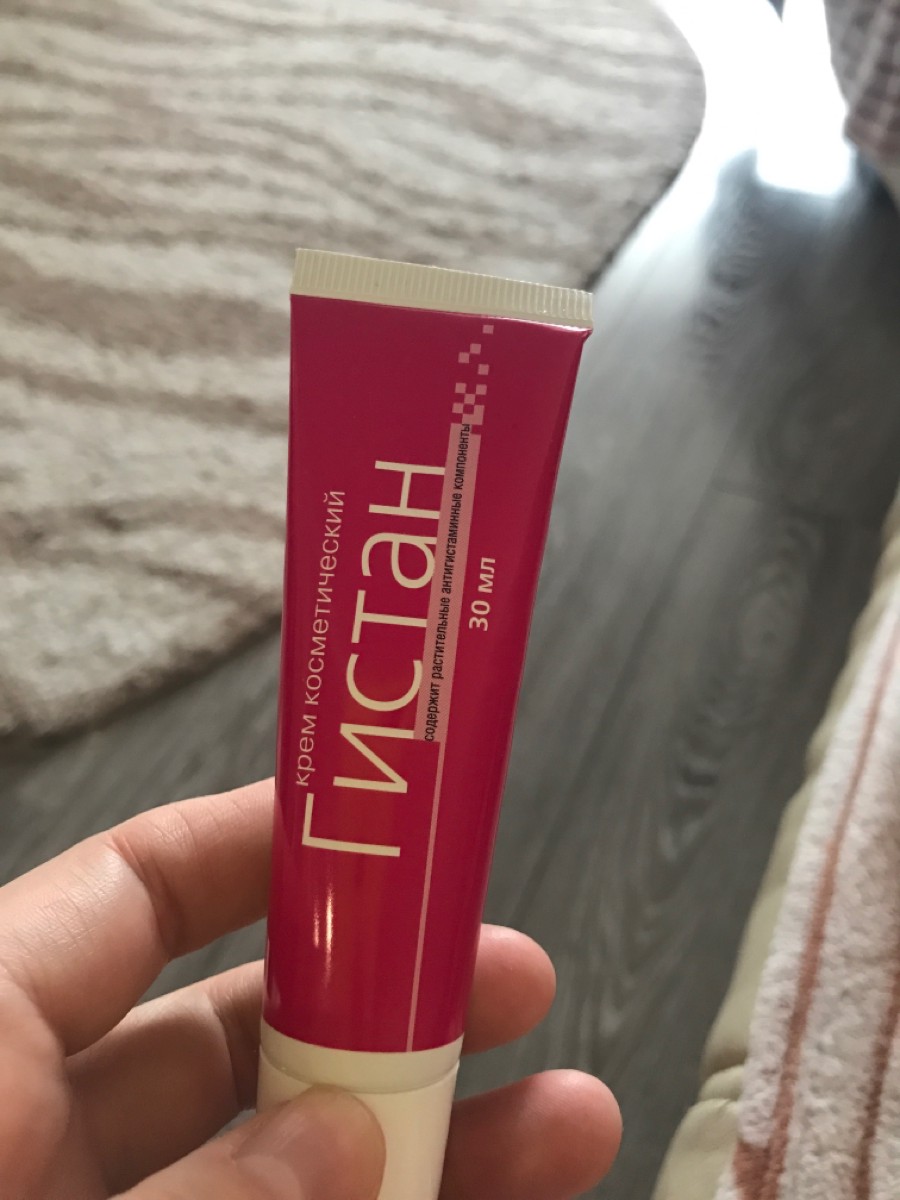 крем косметический
Гистан
содержит растительные антигистаминные компоненты
30 мл